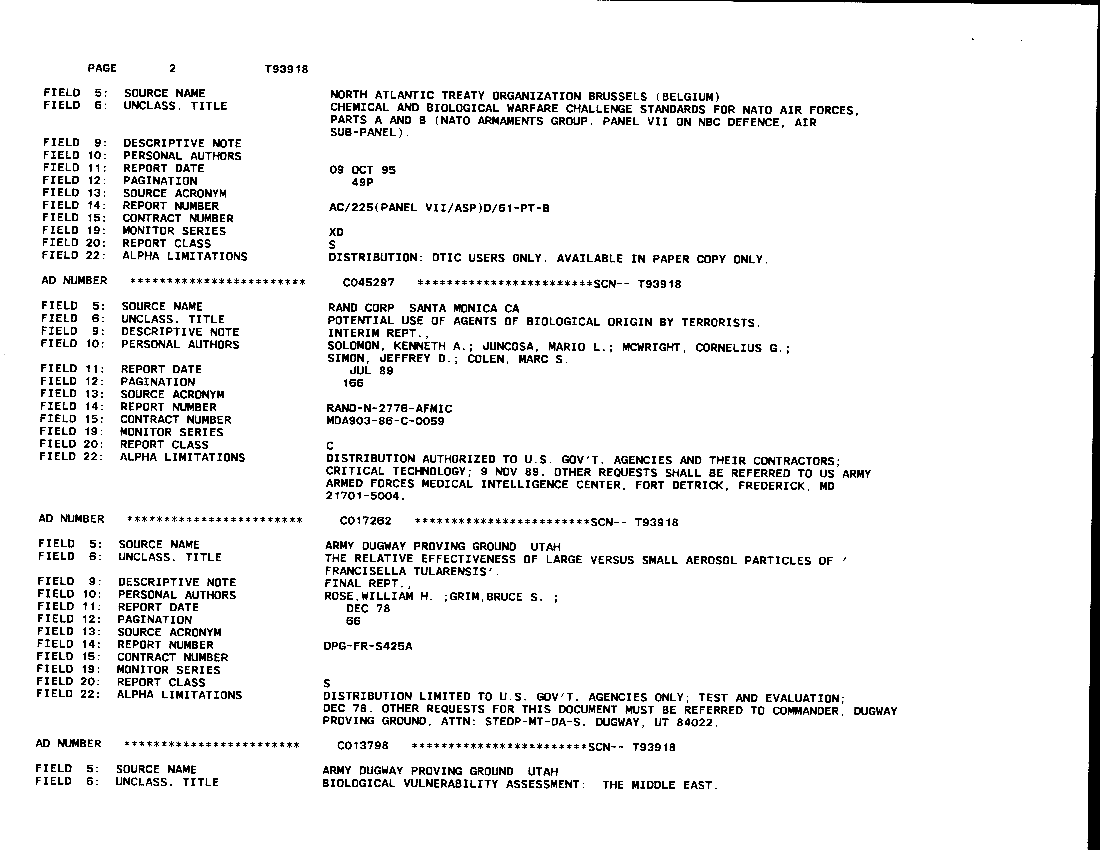 PAGE 2 T93918
FIELD 5: SOURCE NAME NORTH ATLANTIC TREATY ORGANIZATION BRUSSELS (BELGIUM)
FIELD 6: UNCLASS. TITLE CHEMICAL AND BIOLOGICAL WARFARE CHALLENGE STANDARDS FOR NATO AIR FORCES,
PARTS A AND B (NATO ARMAMENTS GROUP. PANEL VII ON NBC DEFENCE, AIR
SUB-PANEL).
FIELD 9: DESCRIPTIVE NOTE
FIELD 10: PERSONAL AUTHORS
FIELD 11: REPORT DATE 09 OCT 95
FIELD 12: PAGINATION 49P
FIELD 13: SOURCE ACRONYM
FIELD 14: REPORT NUMBER AC/225(PANEL VII/ASP)D/61-PT-B
FIELD 15: CONTRACT NUMBER
FIELD 19: MONITOR SERIES XD
FIELD 20: REPORT CLASS S
FIELD 22: ALPHA LIMITATIONS DISTRIBUTION: DTIC USERS ONLY. AVAILABLE IN PAPER COPY ONLY.
AD NUMBER ************************ C045297 ************************SCN-- T93918
FIELD 5: SOURCE NAME RAND CORP SANTA MONICA CA
FIELD 6: UNCLASS. TITLE POTENTIAL USE OF AGENTS OF BIOLOGICAL ORIGIN BY TERRORISTS.
FIELD 9: DESCRIPTIVE NOTE INTERIM REPT.,
FIELD 10: PERSONAL AUTHORS SOLOMON, KENNETH A.; JUNCOSA, MARIO L.; MCWRIGHT, CORNELIUS G.;
SIMON, JEFFREY D.; COLEN, MARC S.
FIELD 11: REPORT DATE JUL 89
FIELD 12: PAGINATION 166
FIELD 13: SOURCE ACRONYM
FIELD 14: REPORT NUMBER RAND-N-2776-AFMIC
FIELD 15: CONTRACT NUMBER MDA903-86-C-0059
FIELD 19: MONITOR SERIES
FIELD 20: REPORT CLASS C
FIELD 22: ALPHA LIMITATIONS DISTRIBUTION AUTHORIZED TO U.S. GOV'T. AGENCIES AND THEIR CONTRACTORS;
CRITICAL TECHNOLOGY; 9 NOV 89. OTHER REQUESTS SHALL BE REFERRED TO US ARMY
ARMED FORCES MEDICAL INTELLIGENCE CENTER, FORT DETRICK, FREDERICK, MD
21701-5004.
AD NUMBER ************************ C017262 ************************SCN-- T93918
FIELD 5: SOURCE NAME ARMY DUGWAY PROVING GROUND UTAH
FIELD 6: UNCLASS. TITLE THE RELATIVE EFFECTIVENESS OF LARGE VERSUS SMALL AEROSOL PARTICLES OF '
FRANCISELLA TULARENSIS'.
FIELD 9: DESCRIPTIVE NOTE FINAL REPT.,
FIELD 10: PERSONAL AUTHORS ROSE,WILLIAM H. ;GRIM,BRUCE S. ;
FIELD 11: REPORT DATE DEC 78
FIELD 12: PAGINATION 66
FIELD 13: SOURCE ACRONYM
FIELD 14: REPORT NUMBER DPG-FR-S425A
FIELD 15: CONTRACT NUMBER
FIELD 19: MONITOR SERIES
FIELD 20: REPORT CLASS S
FIELD 22: ALPHA LIMITATIONS DISTRIBUTION LIMITED TO U.S. GOV'T. AGENCIES ONLY; TEST AND EVALUATION;
DEC 78. OTHER REQUESTS FOR THIS DOCUMENT MUST BE REFERRED TO COMMANDER, DUGWAY
PROVING GROUND, ATTN: STEDP-MT-DA-S. DUGWAY, UT 84022.
AD NUMBER ************************ C013798 ************************SCN-- T93918
FIELD 5: SOURCE NAME ARMY DUGWAY PROVING GROUND UTAH
FIELD 6: UNCLASS. TITLE BIOLOGICAL VULNERABILITY ASSESSMENT: THE MIDDLE EAST.